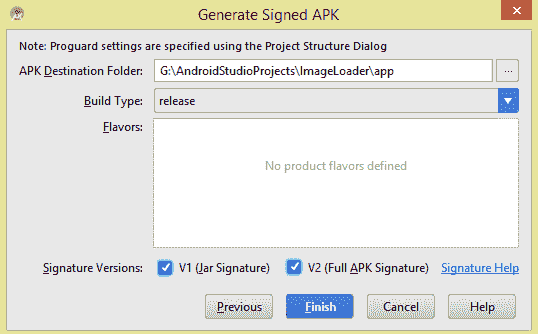 Generate Signed APK
Note: Proguard settings are specified using the Project Structure Dialog
APK Destination Folder: G:\AndroidStudioProjects\ImageLoader\app ...
Build Type: release
Flavors:
No product flavors defined
Signature Versions: V1 (Jar Signature) V2 (Full APK Signature) Signature Help
Previous Finish Cancel Help